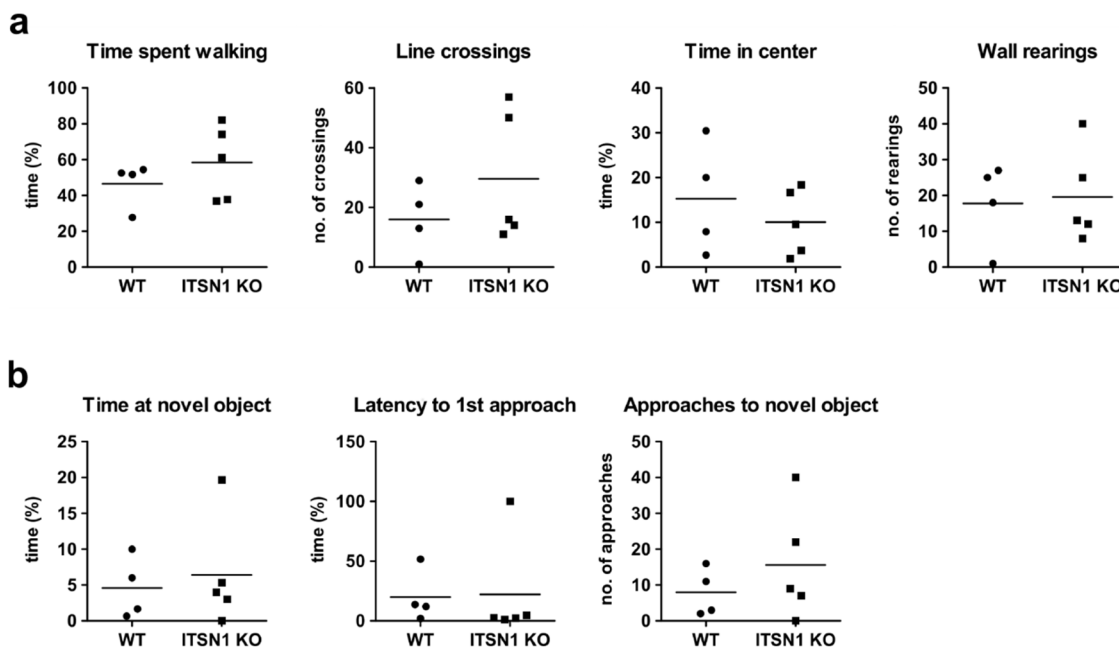 a
Time spent walking
time (%)
100
80
60
40
20
0
WT
ITSN1 KO
Line crossings
no. of crossings
60
40
20
0
WT
ITSN1 KO
Time in center
time (%)
40
30
20
10
0
WT
ITSN1 KO
Wall rearings
no. of rearings
50
40
30
20
10
0
WT
ITSN1 KO
b
Time at novel object
time (%)
25
20
15
10
5
0
WT
ITSN1 KO
Latency to 1st approach
time (%)
150
100
50
0
WT
ITSN1 KO
Approaches to novel object
no. of approaches
50
40
30
20
10
0
WT
ITSN1 KO